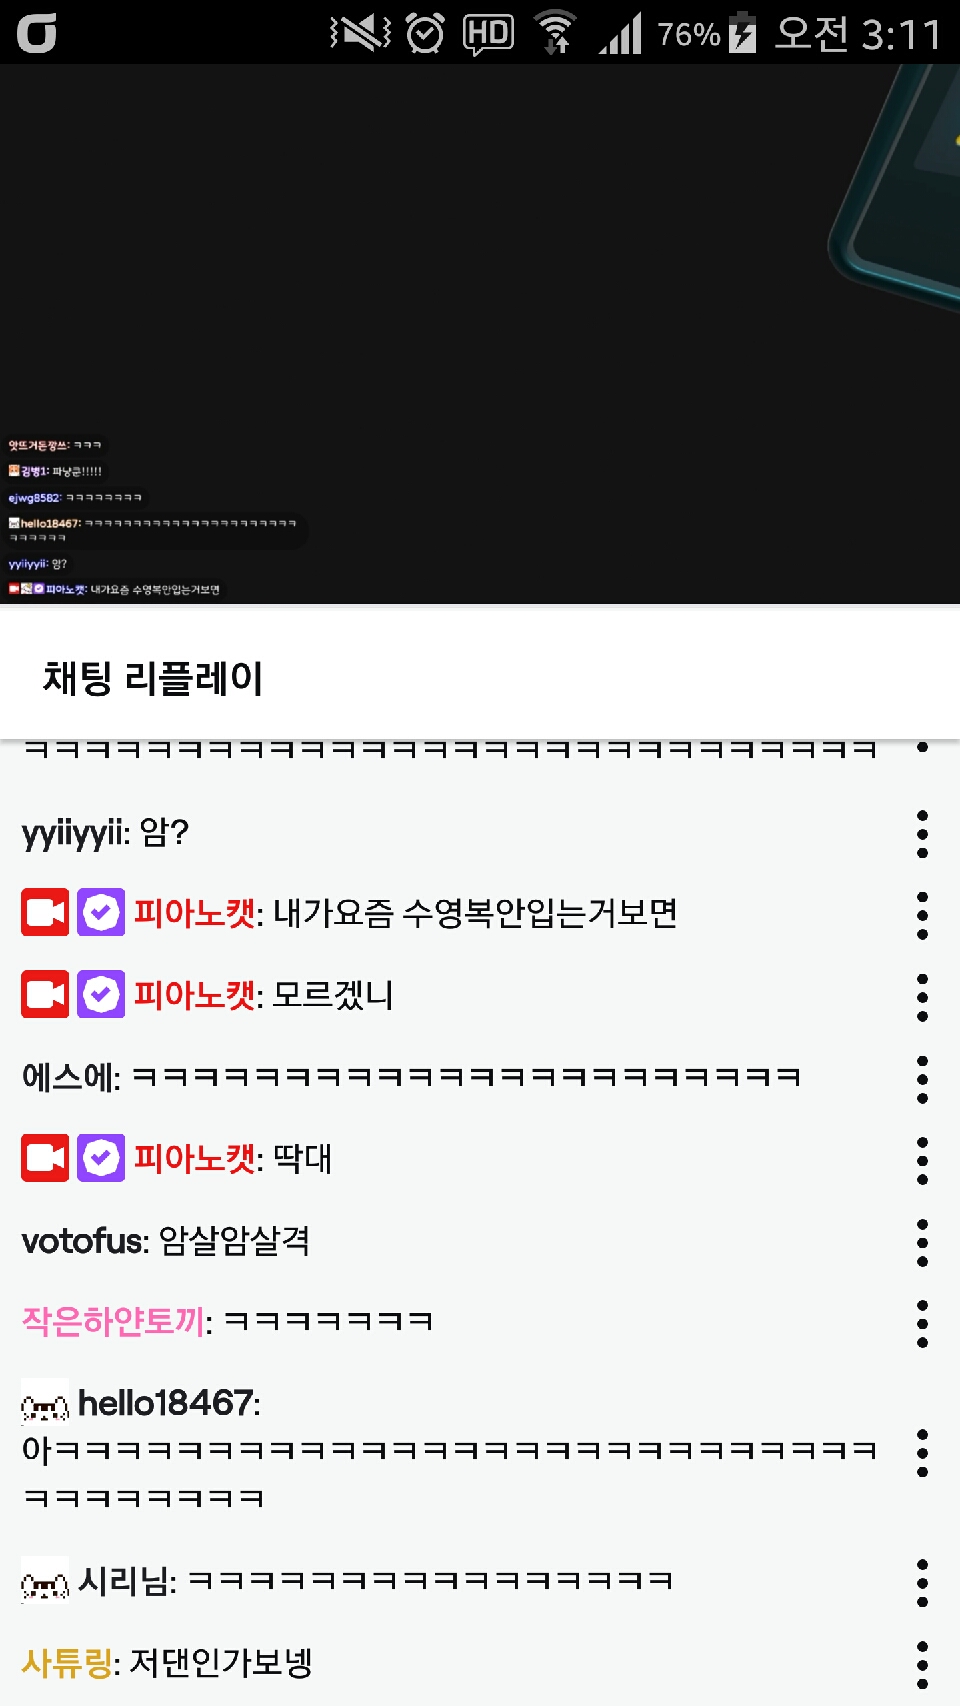 HD 76% 오전 3:11
앗뜨거돈깡쓰: ㅋㅋㅋ
김병1: 파냥쿤!!!!!
ejwg8582: ㅋㅋㅋㅋㅋㅋㅋㅋ
hello18467: ㅋㅋㅋㅋㅋㅋㅋㅋㅋㅋㅋㅋㅋㅋㅋㅋㅋㅋㅋㅋㅋㅋ
ㅋㅋㅋㅋㅋㅋ
yyiiyyii: 암?
피아노캣: 내가요즘 수영복안입는거보면
채팅 리플레이
ㅋㅋㅋㅋㅋㅋㅋㅋㅋㅋㅋㅋㅋㅋㅋㅋㅋㅋㅋㅋㅋㅋㅋㅋㅋㅋㅋㅋ
yyiiyyii: 암?
피아노캣: 내가요즘 수영복안입는거보면
피아노캣: 모르겠니
에스에: ㅋㅋㅋㅋㅋㅋㅋㅋㅋㅋㅋㅋㅋㅋㅋㅋㅋㅋㅋㅋㅋㅋ
피아노캣: 딱대
votofus: 암살암살격
작은하얀토끼: ㅋㅋㅋㅋㅋㅋㅋ
hello18467:
아ㅋㅋㅋㅋㅋㅋㅋㅋㅋㅋㅋㅋㅋㅋㅋㅋㅋㅋㅋㅋㅋㅋㅋㅋㅋㅋㅋ
ㅋㅋㅋㅋㅋㅋㅋㅋ
시리님: ㅋㅋㅋㅋㅋㅋㅋㅋㅋㅋㅋㅋㅋㅋㅋㅋ
사튜링: 저댄인가보넹